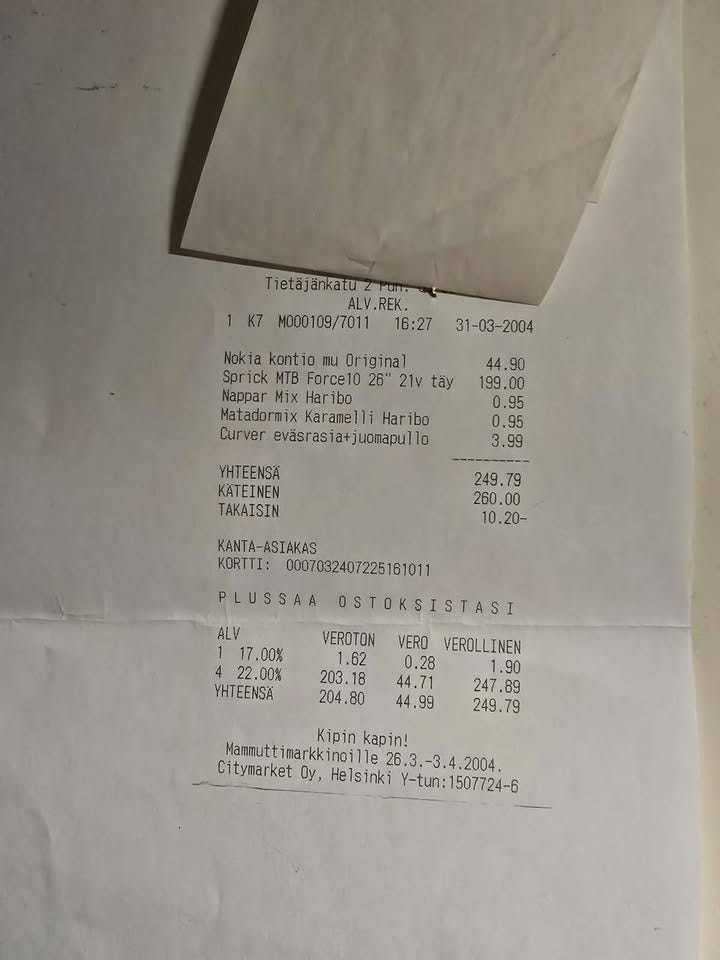 Tietäjänkatu 2 Puh.
ALV.REK.
1 K7 M000109/7011 16:27 31-03-2004
Nokia kontio mu Original 44.90
Sprick MTB Force10 26" 21v täy 199.00
Nappar Mix Haribo 0.95
Matadormix Karamelli Haribo 0.95
Curver eväsrasia+juomapullo 3.99
----------
YHTEENSÄ 249.79
KÄTEINEN 260.00
TAKAISIN 10.20-
KANTA-ASIAKAS
KORTTI: 0007032407225161011
PLUSSAA OSTOKSISTASI
ALV VEROTON VERO VEROLLINEN
1 17.00% 1.62 0.28 1.90
4 22.00% 203.18 44.71 247.89
YHTEENSÄ 204.80 44.99 249.79
Kipin kapin!
Mammuttimarkkinoille 26.3.-3.4.2004.
Citymarket Oy, Helsinki Y-tun:1507724-6